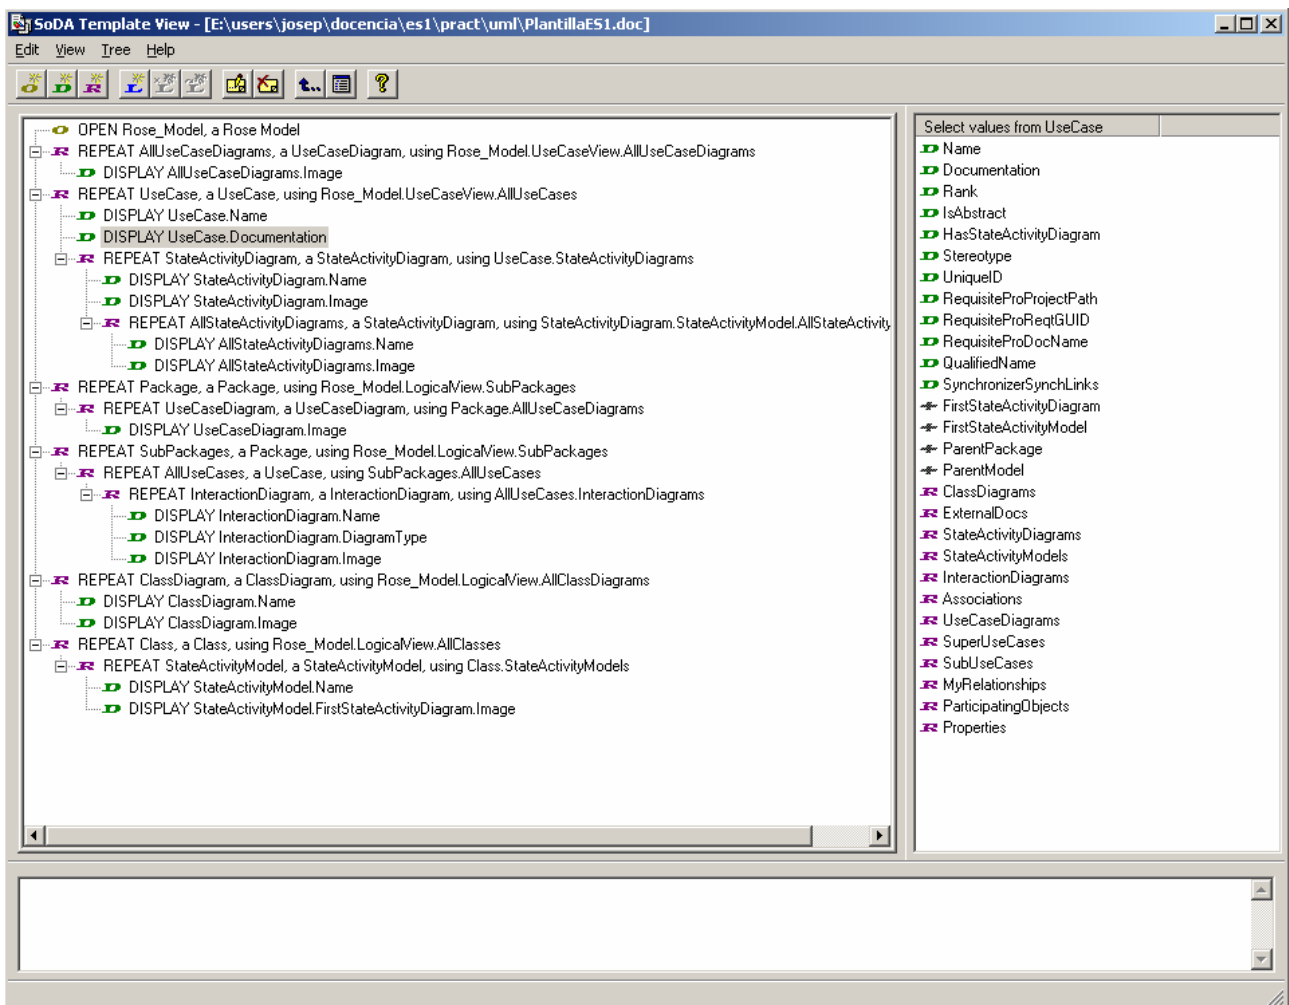 SoDA Template View - [E:\users\josep\docencia\es1\pract\uml\PlantillaES1.doc]
Edit View Tree Help
OPEN Rose_Model, a Rose Model
REPEAT AllUseCaseDiagrams, a UseCaseDiagram, using Rose_Model.UseCaseView.AllUseCaseDiagrams
DISPLAY AllUseCaseDiagrams.Image
REPEAT UseCase, a UseCase, using Rose_Model.UseCaseView.AllUseCases
DISPLAY UseCase.Name
DISPLAY UseCase.Documentation
REPEAT StateActivityDiagram, a StateActivityDiagram, using UseCase.StateActivityDiagrams
DISPLAY StateActivityDiagram.Name
DISPLAY StateActivityDiagram.Image
REPEAT AllStateActivityDiagrams, a StateActivityDiagram, using StateActivityDiagram.StateActivityModel.AllStateActivity
DISPLAY AllStateActivityDiagrams.Name
DISPLAY AllStateActivityDiagrams.Image
REPEAT Package, a Package, using Rose_Model.LogicalView.SubPackages
REPEAT UseCaseDiagram, a UseCaseDiagram, using Package.AllUseCaseDiagrams
DISPLAY UseCaseDiagram.Image
REPEAT SubPackages, a Package, using Rose_Model.LogicalView.SubPackages
REPEAT AllUseCases, a UseCase, using SubPackages.AllUseCases
REPEAT InteractionDiagram, a InteractionDiagram, using AllUseCases.InteractionDiagrams
DISPLAY InteractionDiagram.Name
DISPLAY InteractionDiagram.DiagramType
DISPLAY InteractionDiagram.Image
REPEAT ClassDiagram, a ClassDiagram, using Rose_Model.LogicalView.AllClassDiagrams
DISPLAY ClassDiagram.Name
DISPLAY ClassDiagram.Image
REPEAT Class, a Class, using Rose_Model.LogicalView.AllClasses
REPEAT StateActivityModel, a StateActivityModel, using Class.StateActivityModels
DISPLAY StateActivityModel.Name
DISPLAY StateActivityModel.FirstStateActivityDiagram.Image
Select values from UseCase
Name
Documentation
Rank
IsAbstract
HasStateActivityDiagram
Stereotype
UniqueID
RequisiteProProjectPath
RequisiteProReqtGUID
RequisiteProDocName
QualifiedName
SynchronizerSynchLinks
FirstStateActivityDiagram
FirstStateActivityModel
ParentPackage
ParentModel
ClassDiagrams
ExternalDocs
StateActivityDiagrams
StateActivityModels
InteractionDiagrams
Associations
UseCaseDiagrams
SuperUseCases
SubUseCases
MyRelationships
ParticipatingObjects
Properties